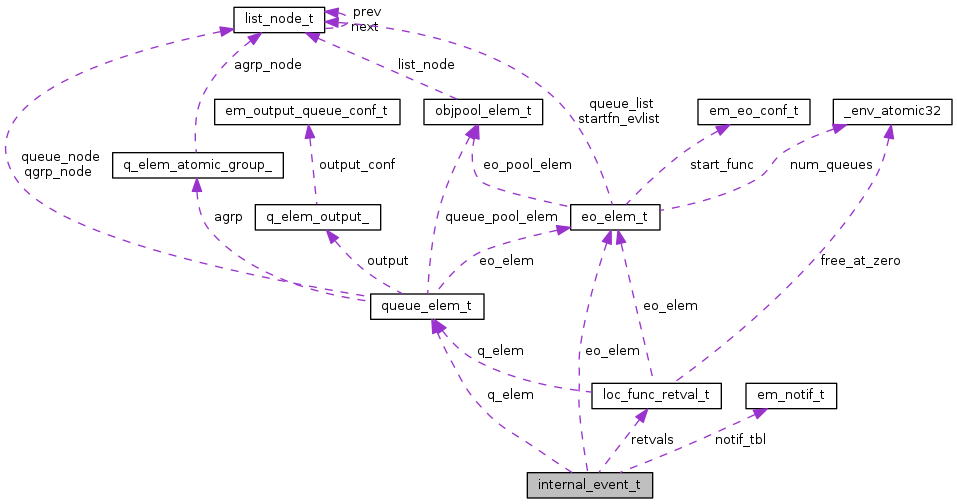 list_node_t
prev
next
agrp_node
list_node
em_output_queue_conf_t
objpool_elem_t
queue_list
startfn_evlist
em_eo_conf_t
_env_atomic32
queue_node
qgrp_node
q_elem_atomic_group_
output_conf
eo_pool_elem
start_func
num_queues
agrp
q_elem_output_
queue_pool_elem
eo_elem_t
output
eo_elem
free_at_zero
queue_elem_t
eo_elem
q_elem
eo_elem
loc_func_retval_t
em_notif_t
q_elem
retvals
notif_tbl
internal_event_t